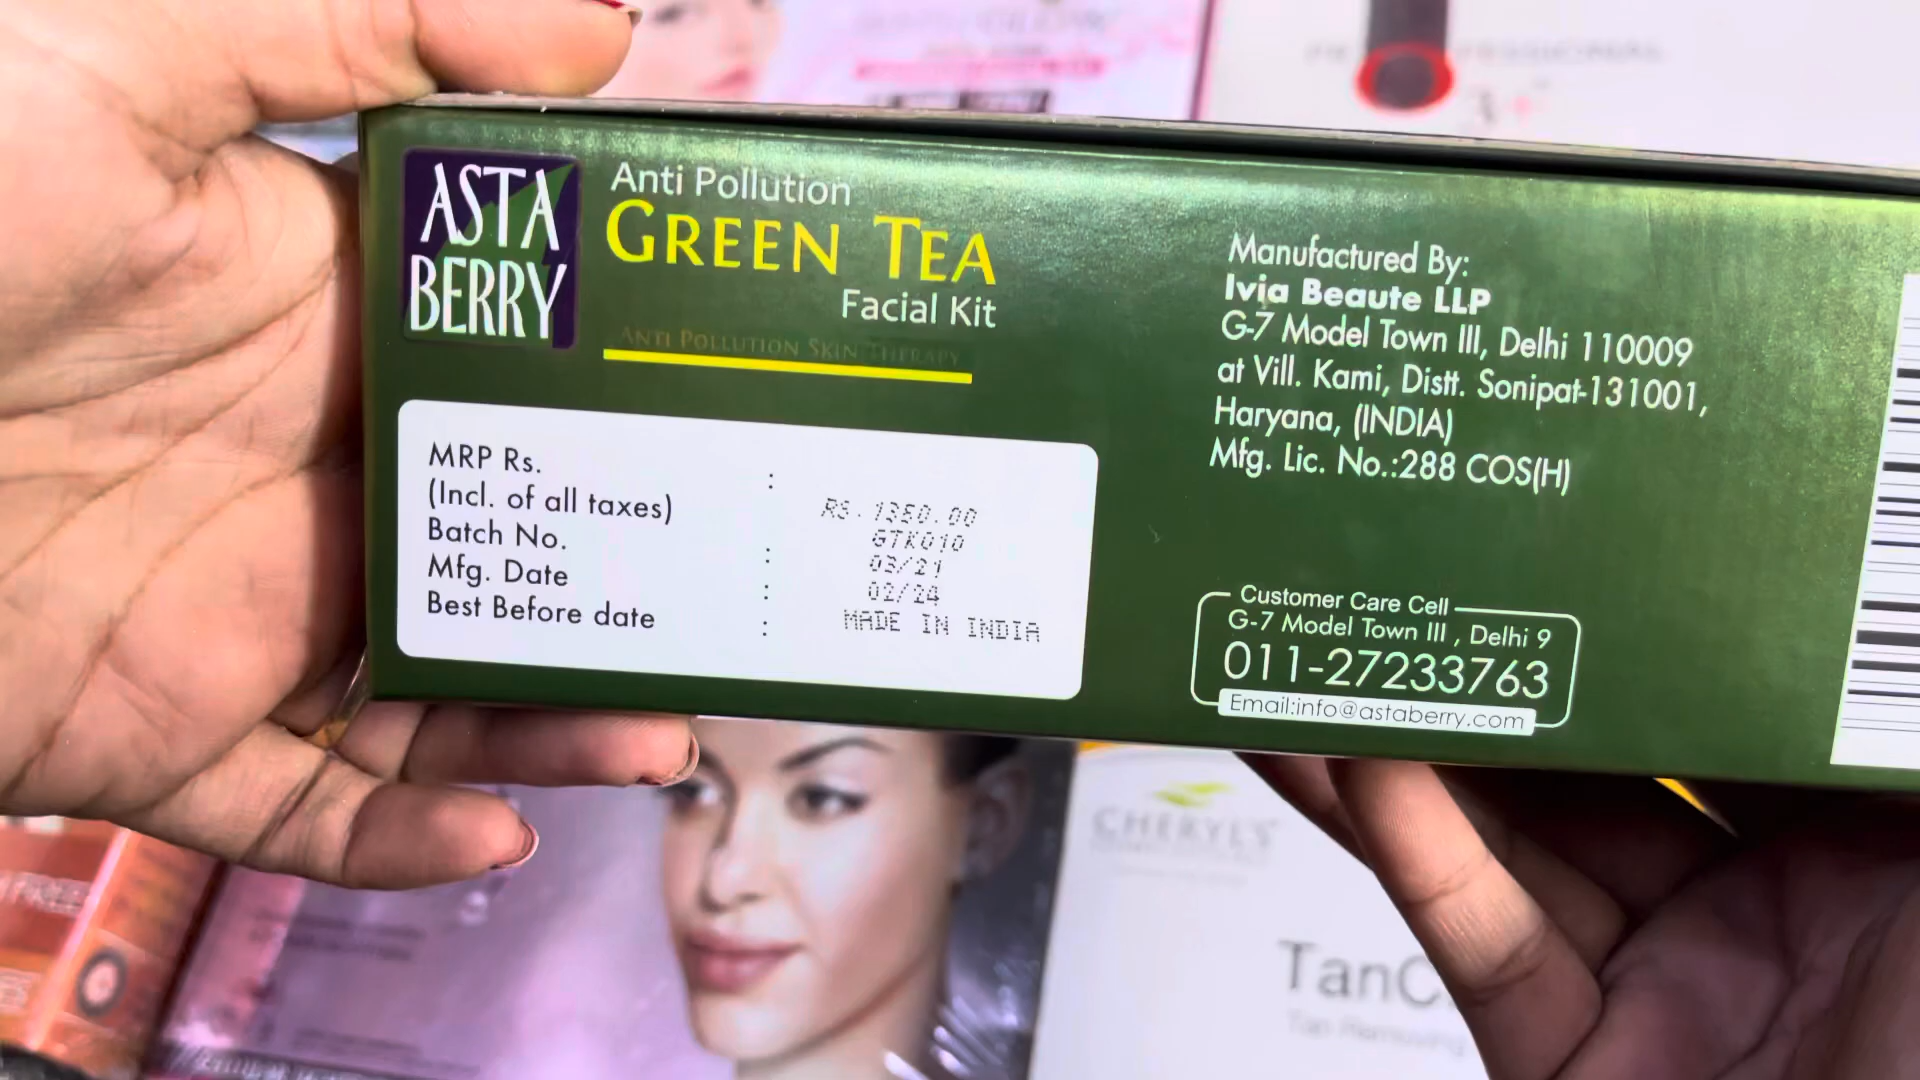 ASTA
BERRY
Anti Pollution
GREEN TEA
Facial Kit
ANTI POLLUTION SKIN THERAPY
MRP Rs. :
(Incl. of all taxes) RS. 1350.00
Batch No. : GTK010
Mfg. Date : 03/21
Best Before date : 02/24
MADE IN INDIA
Manufactured By:
Ivia Beaute LLP
G-7 Model Town III, Delhi 110009
at Vill. Kami, Distt. Sonipat-131001,
Haryana, (INDIA)
Mfg. Lic. No.:288 COS(H)
Customer Care Cell
G-7 Model Town III , Delhi 9
011-27233763
Email:info@astaberry.com
CHERYL'S
TanC
Tan Removing